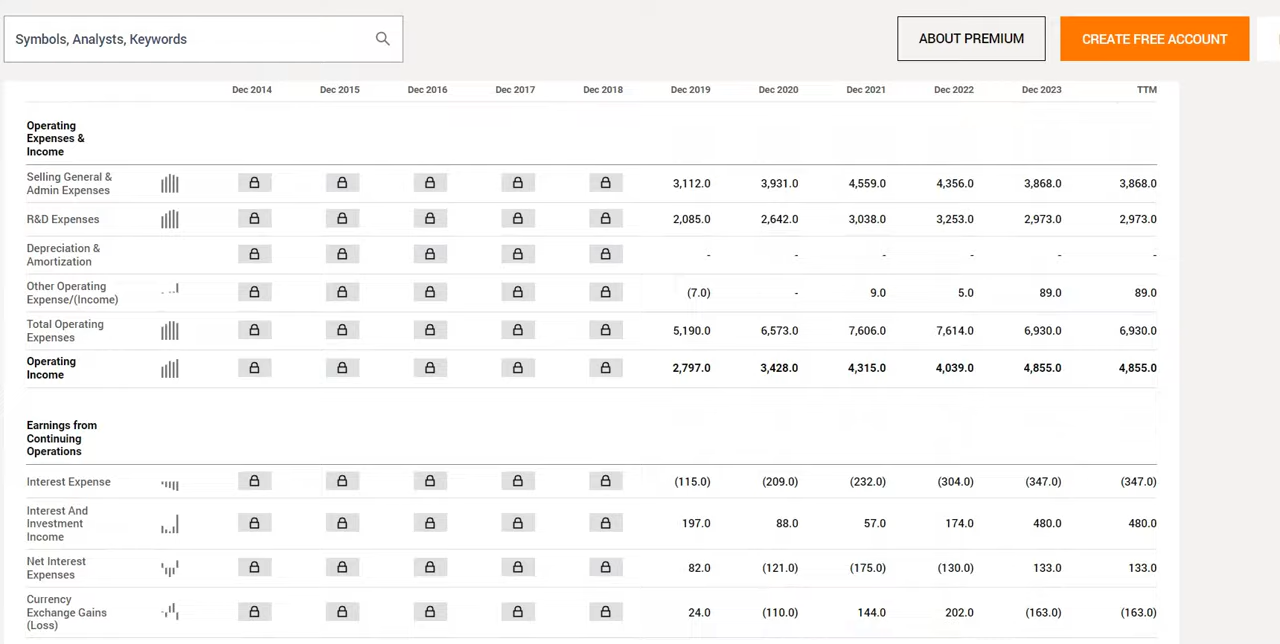 Symbols, Analysts, Keywords
ABOUT PREMIUM
CREATE FREE ACCOUNT
Dec 2014 Dec 2015 Dec 2016 Dec 2017 Dec 2018 Dec 2019 Dec 2020 Dec 2021 Dec 2022 Dec 2023 TTM
Operating
Expenses &
Income
Selling General &
Admin Expenses
3,112.0 3,931.0 4,559.0 4,356.0 3,868.0 3,868.0
R&D Expenses 2,085.0 2,642.0 3,038.0 3,253.0 2,973.0 2,973.0
Depreciation &
Amortization
- - - - - -
Other Operating
Expense/(Income)
(7.0) - 9.0 5.0 89.0 89.0
Total Operating
Expenses
5,190.0 6,573.0 7,606.0 7,614.0 6,930.0 6,930.0
Operating
Income
2,797.0 3,428.0 4,315.0 4,039.0 4,855.0 4,855.0
Earnings from
Continuing
Operations
Interest Expense (115.0) (209.0) (232.0) (304.0) (347.0) (347.0)
Interest And
Investment
Income
197.0 88.0 57.0 174.0 480.0 480.0
Net Interest
Expenses
82.0 (121.0) (175.0) (130.0) 133.0 133.0
Currency
Exchange Gains
(Loss)
24.0 (110.0) 144.0 202.0 (163.0) (163.0)